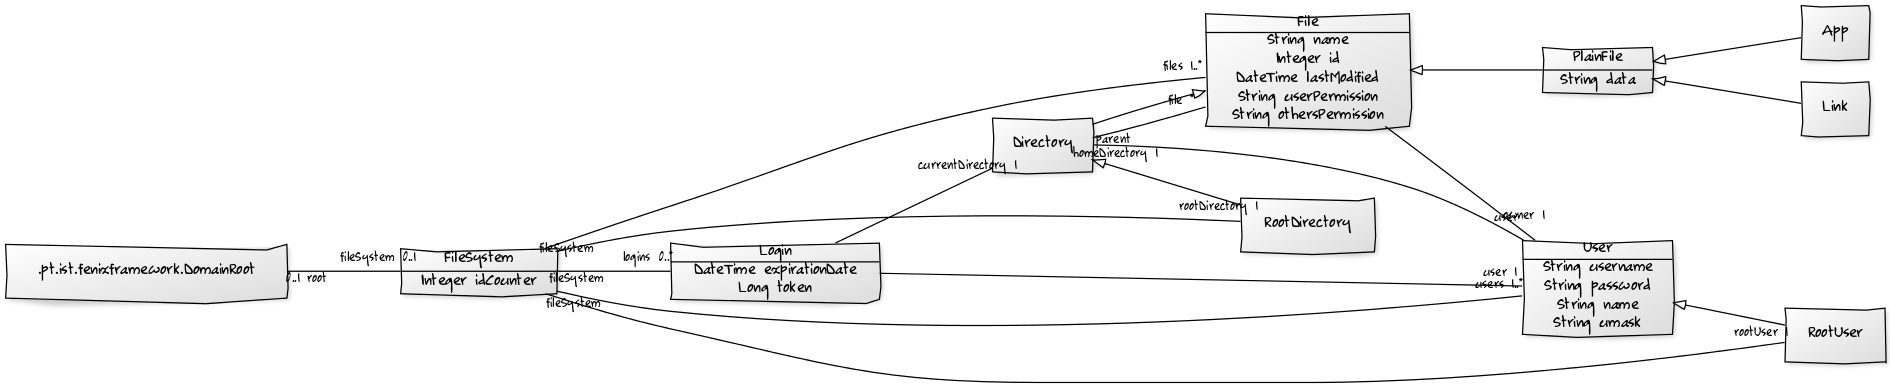 File
String name
Integer id
DateTime lastModified
String userPermission
String othersPermission
App
PlainFile
String data
Link
files 1..*
file *
Directory
parent
homeDirectory 1
currentDirectory 1
rootDirectory 1
RootDirectory
owner 1
.pt.ist.fenixframework.DomainRoot
0..1 root
fileSystem 0..1
FileSystem
Integer idCounter
fileSystem
fileSystem
fileSystem
logins 0..*
Login
DateTime expirationDate
Long token
user 1
users 1..*
User
String username
String password
String name
String umask
rootUser 1
RootUser